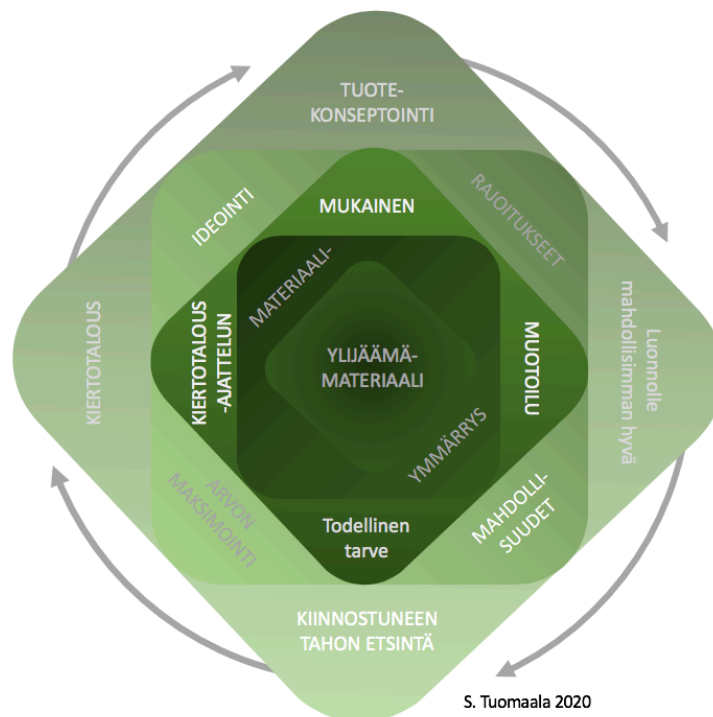 TUOTE-
KONSEPTOINTI
IDEOINTI
RAJOITUKSET
MUKAINEN
MATERIAALI-
KIERTOTALOUS
KIERTOTALOUS
-AJATTELUN
YLIJÄÄMÄ-
MATERIAALI
MUOTOILU
Luonnolle
mahdollisimman hyvä
YMMÄRRYS
ARVON
MAKSIMOINTI
Todellinen
tarve
MAHDOLLI-
SUUDET
KIINNOSTUNEEN
TAHON ETSINTÄ
S. Tuomaala 2020